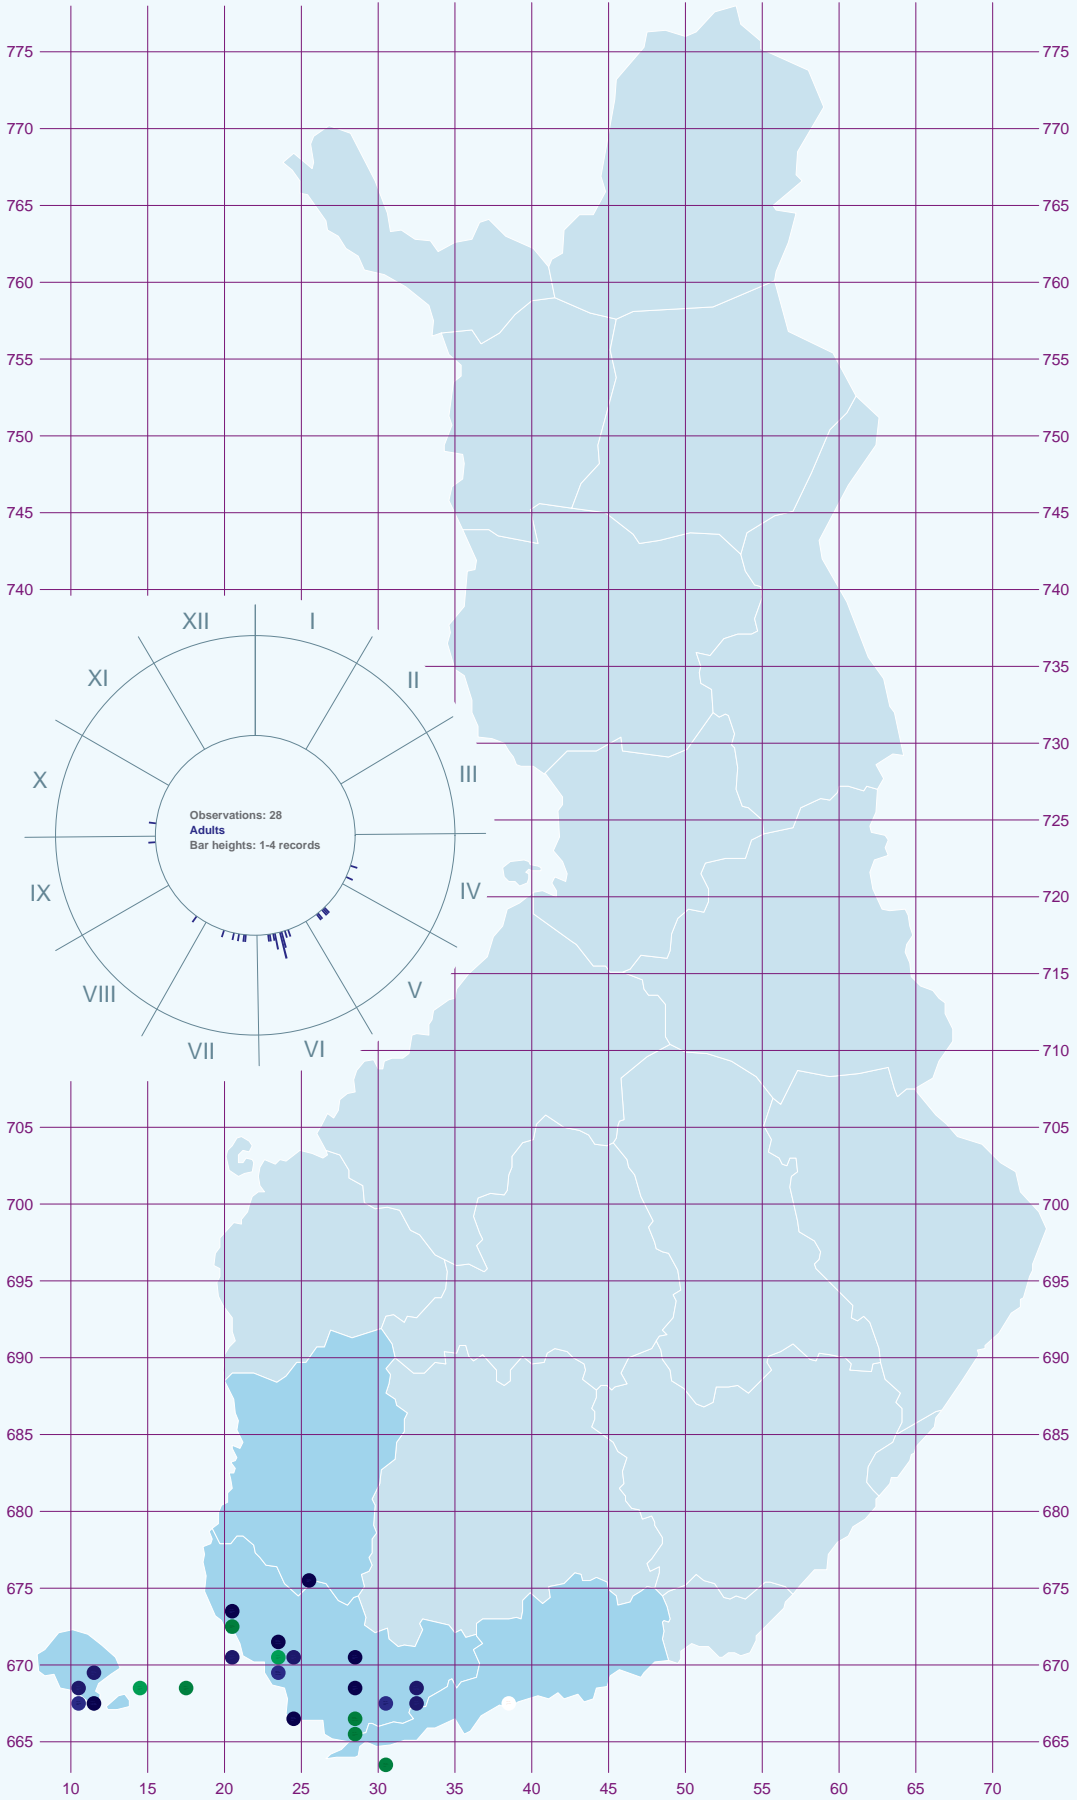 775 775
770 770
765 765
760 760
755 755
750 750
745 745
740 740
XII I
735
XI II
730
X III
Observations: 28
Adults
Bar heights: 1-4 records
725
IX IV
720
VIII V
715
VII VI
710
705 705
700 700
695 695
690 690
685 685
680 680
675 675
670 670
665 665
10 15 20 25 30 35 40 45 50 55 60 65 70